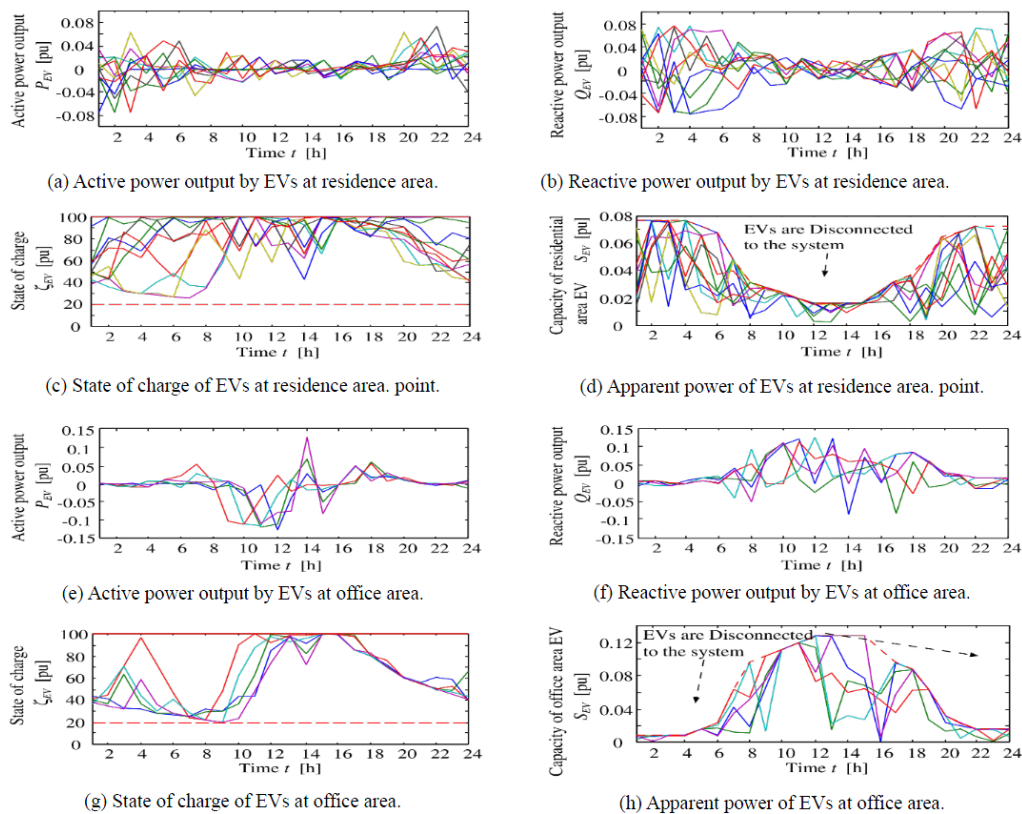 Active power output
P_EV [pu]
0.08
0.04
0
-0.04
-0.08
2 4 6 8 10 12 14 16 18 20 22 24
Time t [h]
(a) Active power output by EVs at residence area.
Reactive power output
Q_EV [pu]
0.08
0.04
0
-0.04
-0.08
2 4 6 8 10 12 14 16 18 20 22 24
Time t [h]
(b) Reactive power output by EVs at residence area.
State of charge
ζ_EV [pu]
100
80
60
40
20
0
2 4 6 8 10 12 14 16 18 20 22 24
Time t [h]
(c) State of charge of EVs at residence area. point.
Capacity of residential
area EV S_EV [pu]
0.08
0.06
0.04
0.02
0
EVs are Disconnected
to the system
2 4 6 8 10 12 14 16 18 20 22 24
Time t [h]
(d) Apparent power of EVs at residence area. point.
Active power output
P_EV [pu]
0.15
0.1
0.05
0
-0.05
-0.1
-0.15
2 4 6 8 10 12 14 16 18 20 22 24
Time t [h]
(e) Active power output by EVs at office area.
Reactive power output
Q_EV [pu]
0.15
0.1
0.05
0
-0.05
-0.1
-0.15
2 4 6 8 10 12 14 16 18 20 22 24
Time t [h]
(f) Reactive power output by EVs at office area.
State of charge
ζ_EV [pu]
100
80
60
40
20
0
2 4 6 8 10 12 14 16 18 20 22 24
Time t [h]
(g) State of charge of EVs at office area.
Capacity of office area EV
S_EV [pu]
0.12
0.08
0.04
0
EVs are Disconnected
to the system
2 4 6 8 10 12 14 16 18 20 22 24
Time t [h]
(h) Apparent power of EVs at office area.